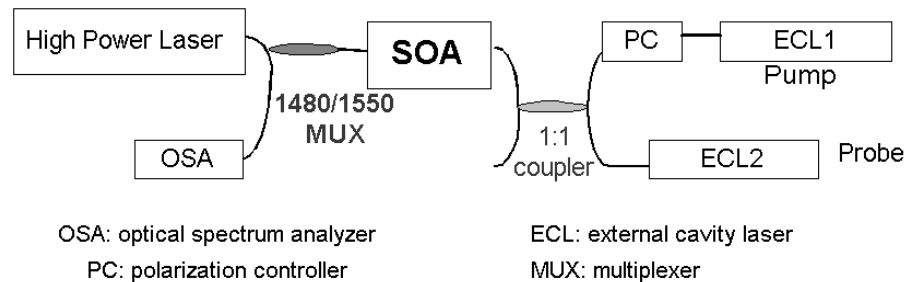 High Power Laser
SOA
PC
ECL1
Pump
1480/1550
MUX
OSA
1:1
coupler
ECL2
Probe
OSA: optical spectrum analyzer
ECL: external cavity laser
PC: polarization controller
MUX: multiplexer